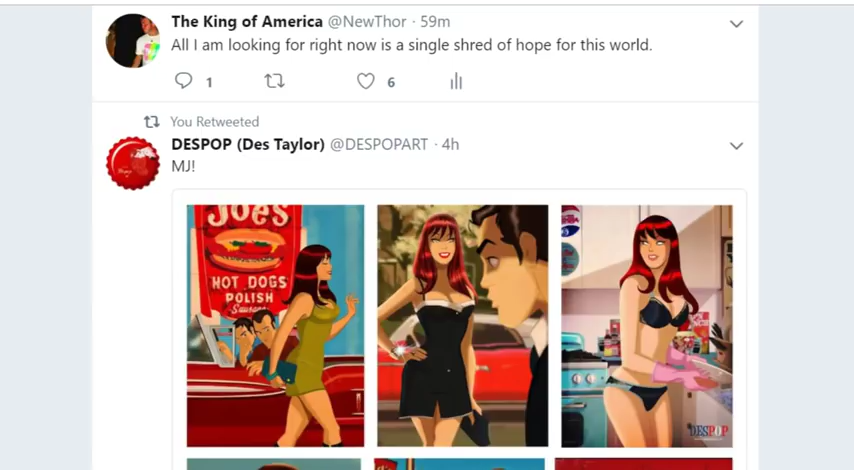 The King of America @NewThor · 59m
All I am looking for right now is a single shred of hope for this world.
1 6
You Retweeted
DESPOP (Des Taylor) @DESPOPART · 4h
MJ!
JOE'S
HOT DOGS
POLISH
Sausage
DESPOP